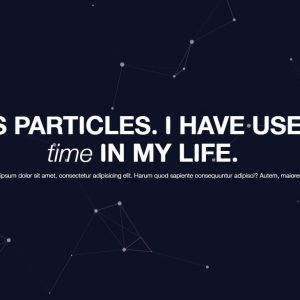 S PARTICLES. I HAVE USE
time IN MY LIFE.
ipsum dolor sit amet, consectetur adipisicing elit. Harum quod sapiente consequuntur adipisci? Autem, maiores